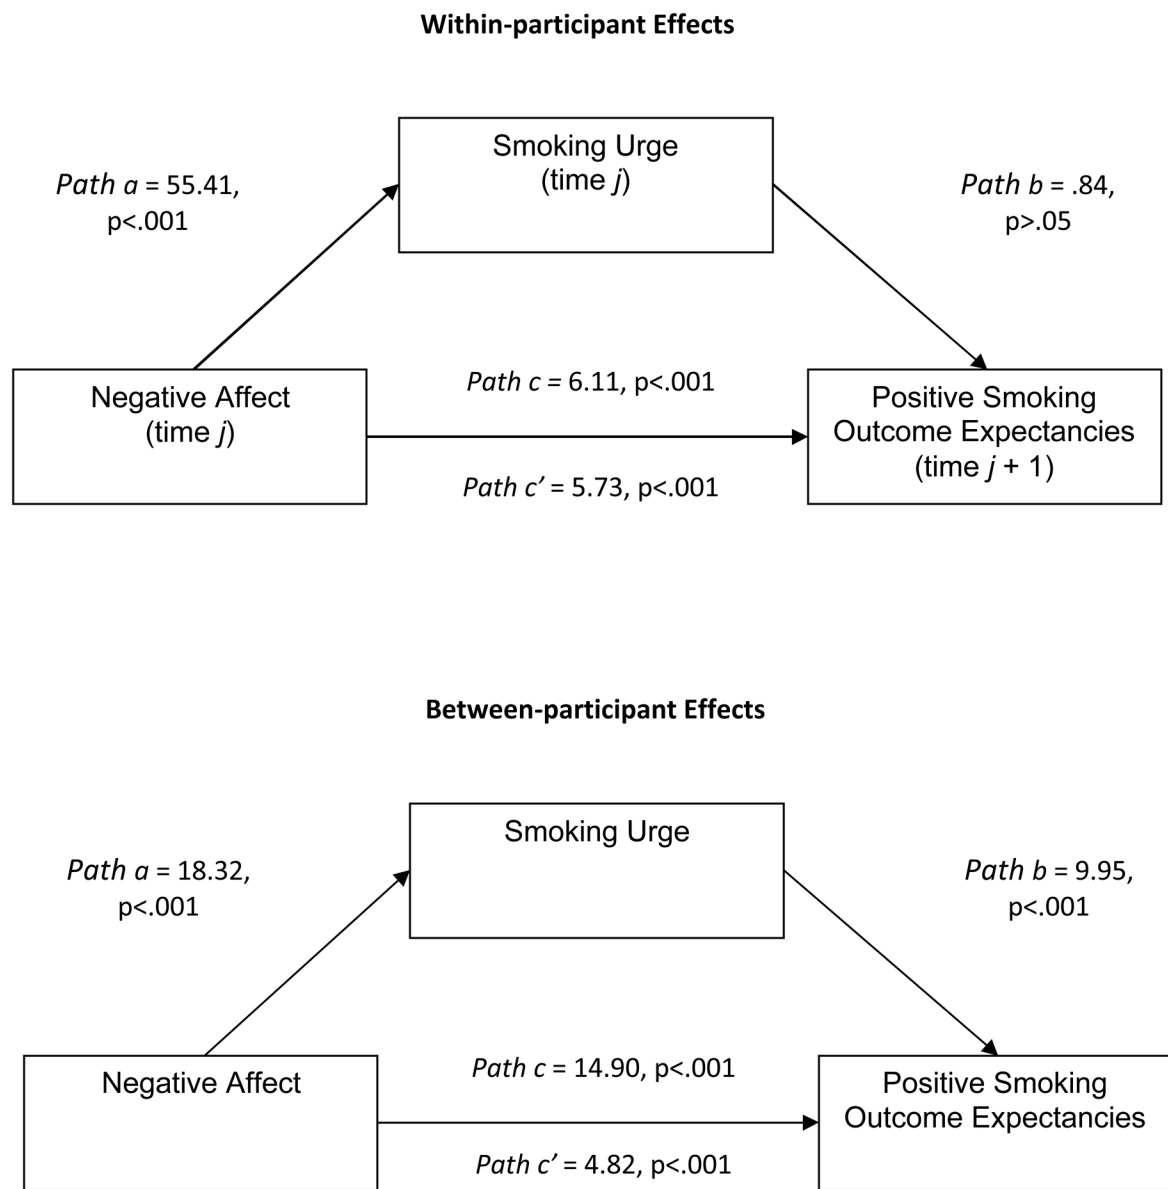 Within-participant Effects
Smoking Urge
(time j)
Path a = 55.41,
p<.001
Path b = .84,
p>.05
Negative Affect
(time j)
Path c = 6.11, p<.001
Path c’ = 5.73, p<.001
Positive Smoking
Outcome Expectancies
(time j + 1)
Between-participant Effects
Smoking Urge
Path a = 18.32,
p<.001
Path b = 9.95,
p<.001
Negative Affect
Path c = 14.90, p<.001
Path c’ = 4.82, p<.001
Positive Smoking
Outcome Expectancies